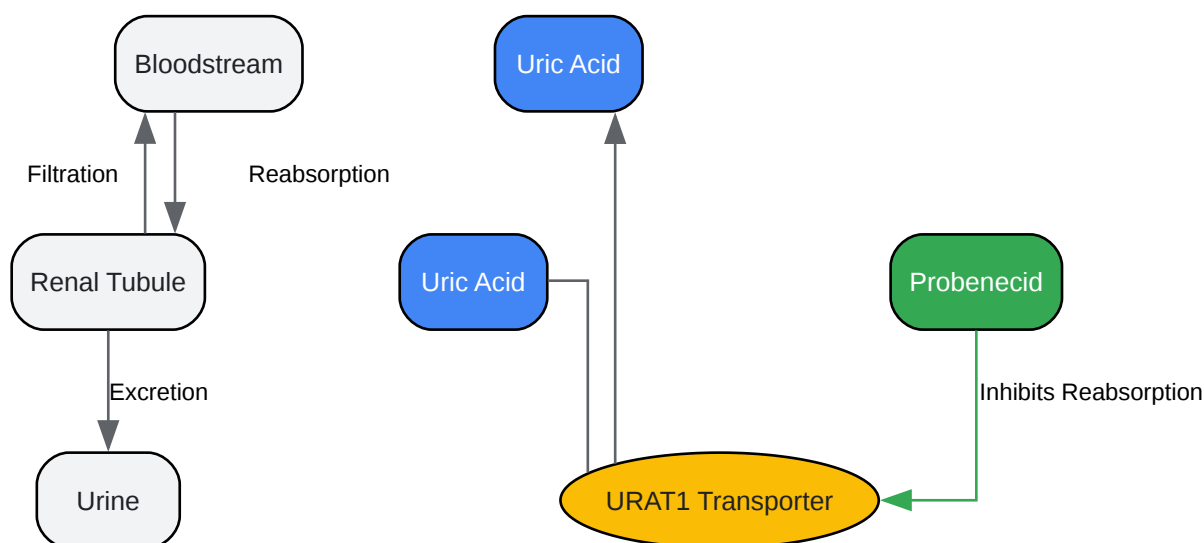 Bloodstream
Uric Acid
Filtration
Reabsorption
Renal Tubule
Uric Acid
Probenecid
Excretion
Inhibits Reabsorption
Urine
URAT1 Transporter